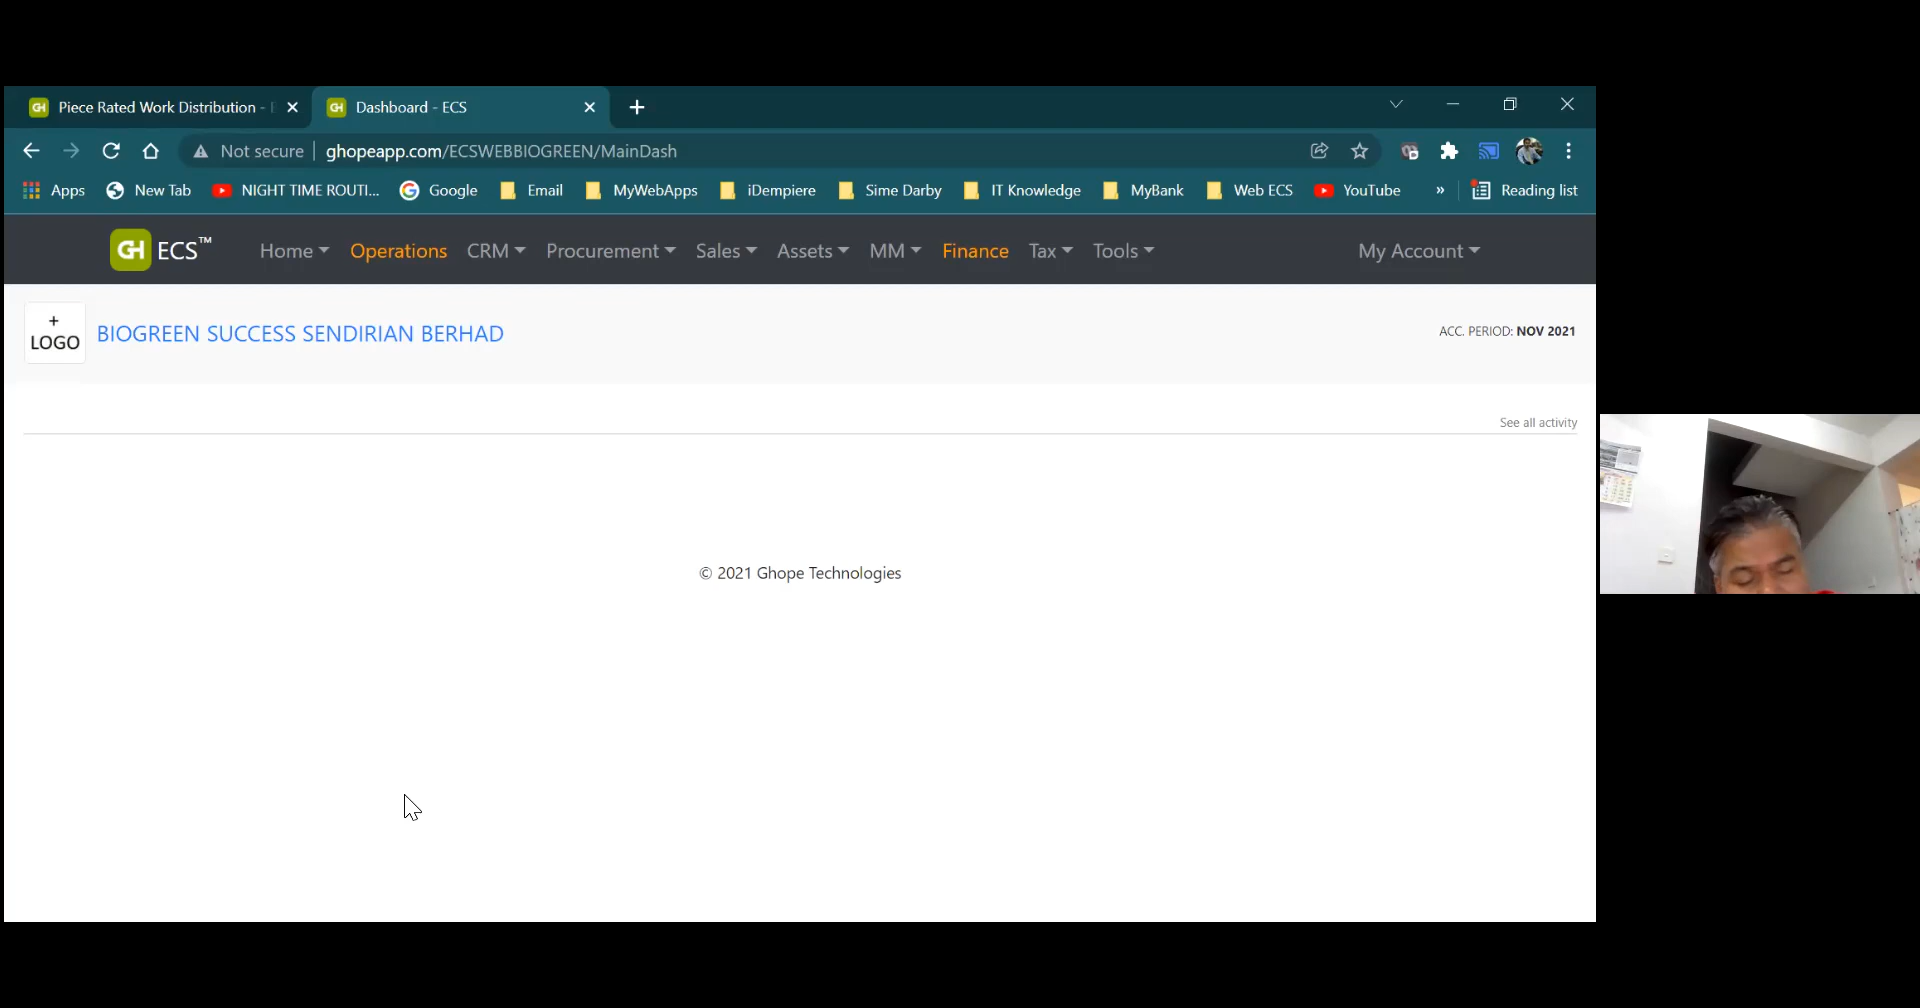 Piece Rated Work Distribution -
Dashboard - ECS
Not secure
ghopeapp.com/ECSWEBBIOGREEN/MainDash
Apps
New Tab
NIGHT TIME ROUTI...
Google
Email
MyWebApps
iDempiere
Sime Darby
IT Knowledge
MyBank
Web ECS
YouTube
»
Reading list
GH ECS™
Home
Operations
CRM
Procurement
Sales
Assets
MM
Finance
Tax
Tools
My Account
+
LOGO
BIOGREEN SUCCESS SENDIRIAN BERHAD
ACC. PERIOD: NOV 2021
See all activity
© 2021 Ghope Technologies